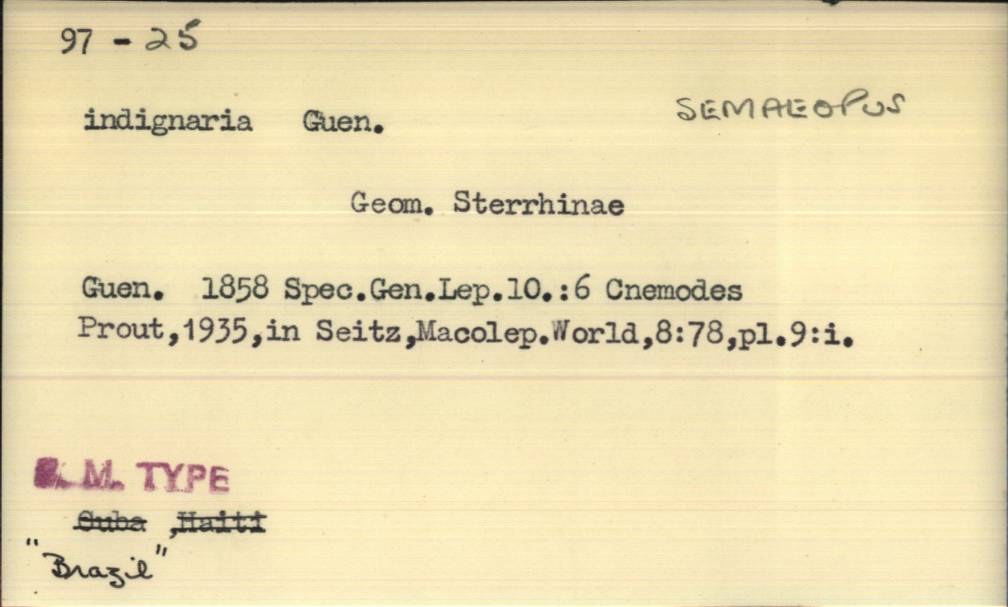 97 - 25
indignaria Guen. SEMAEOPUS
Geom. Sterrhinae
Guen. 1858 Spec.Gen.Lep.10.:6 Cnemodes
Prout,1935,in Seitz,Macolep.World,8:78,pl.9:i.
M. TYPE
Cuba ,Haiti
"Brazil"